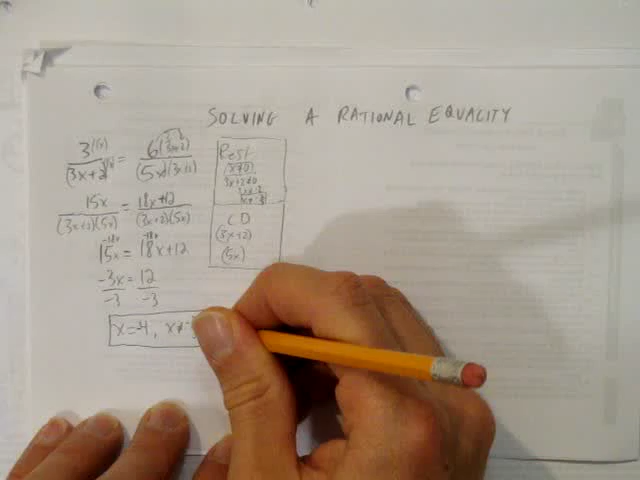 SOLVING A RATIONAL EQUALITY
3(5x)/(3x+2)(5x) = 6(3x+2)/(5x)(3x+2)
15x/(3x+2)(5x) = 18x+12/(3x+2)(5x)
-18x -18x
15x = 18x+12
-3x = 12
-3 -3
x=-4, x≠
Rest.
x≠0
3x+2≠0
CD
(3x+2)
(5x)